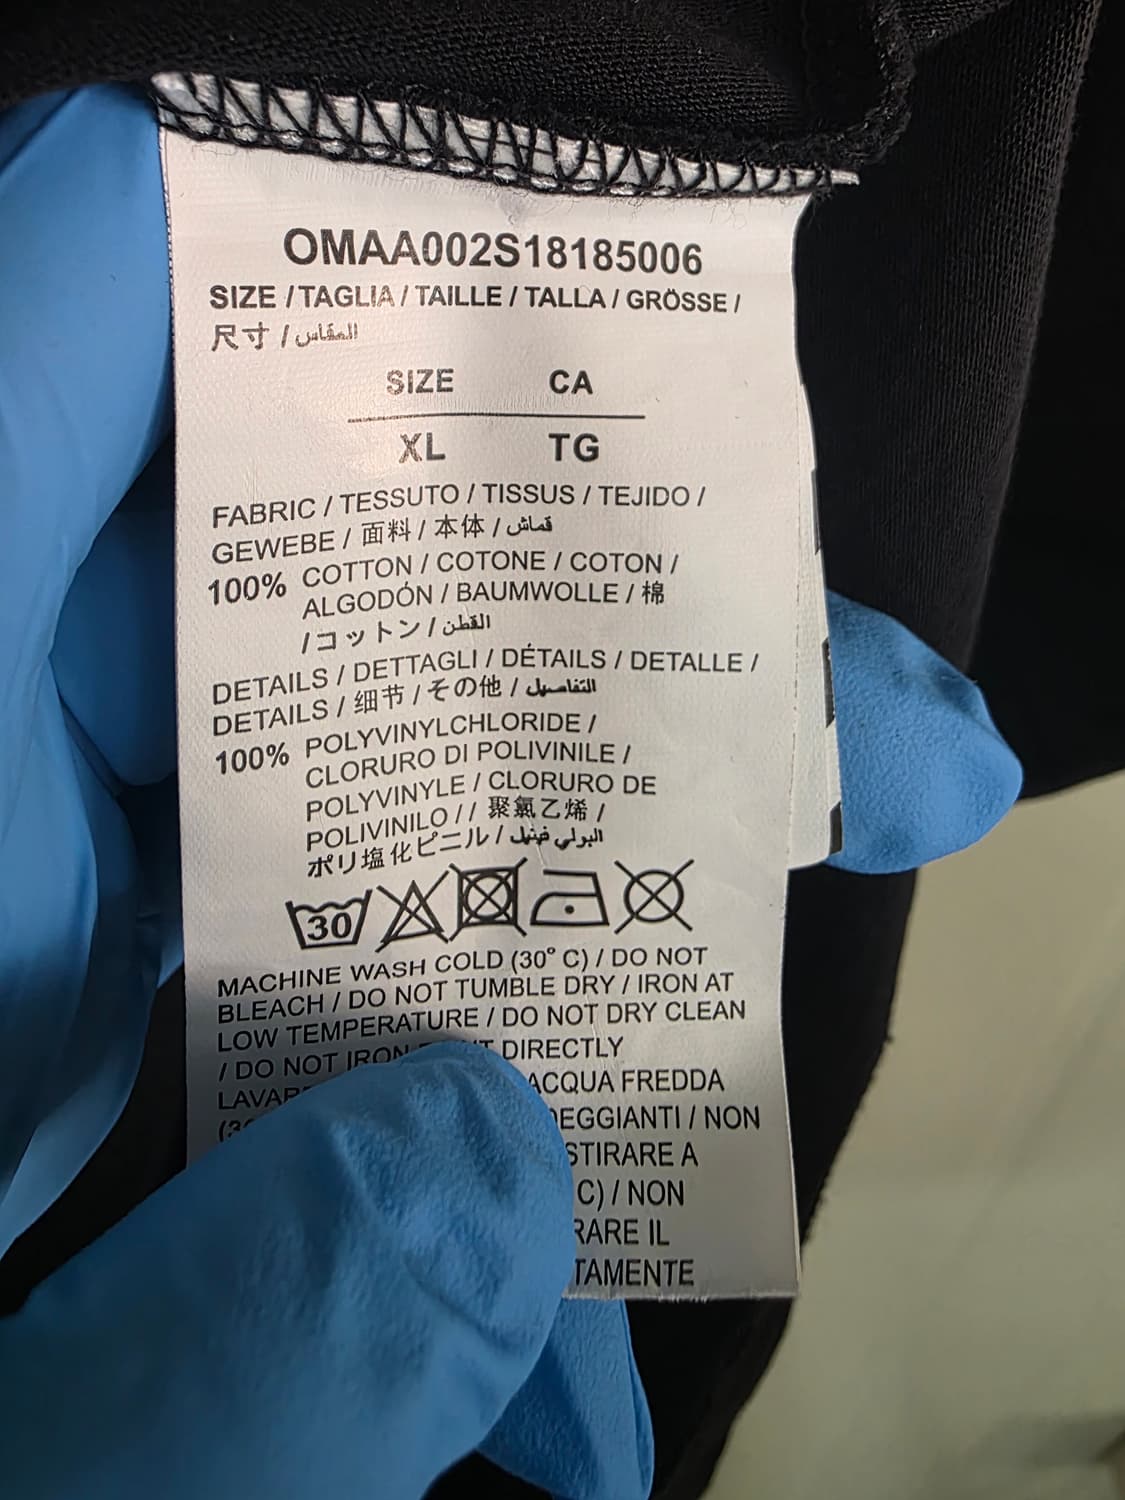 OMAA002S18185006
SIZE / TAGLIA / TAILLE / TALLA / GRÖSSE /
尺寸 / المقاس
SIZE CA
XL TG
FABRIC / TESSUTO / TISSUS / TEJIDO /
GEWEBE / 面料 / 本体 / قماش
100% COTTON / COTONE / COTON /
ALGODÓN / BAUMWOLLE / 棉
/ コットン / القطن
DETAILS / DETTAGLI / DÉTAILS / DETALLE /
DETAILS / 细节 / その他 / التفاصيل
100% POLYVINYLCHLORIDE /
CLORURO DI POLIVINILE /
POLYVINYLE / CLORURO DE
POLIVINILO / / 聚氯乙烯 /
ポリ塩化ビニル / البولي فينيل
30
MACHINE WASH COLD (30° C) / DO NOT
BLEACH / DO NOT TUMBLE DRY / IRON AT
LOW TEMPERATURE / DO NOT DRY CLEAN
/ DO NOT IRON DIRECTLY
ACQUA FREDDA
/ NON
STIRARE A
C) / NON
IL